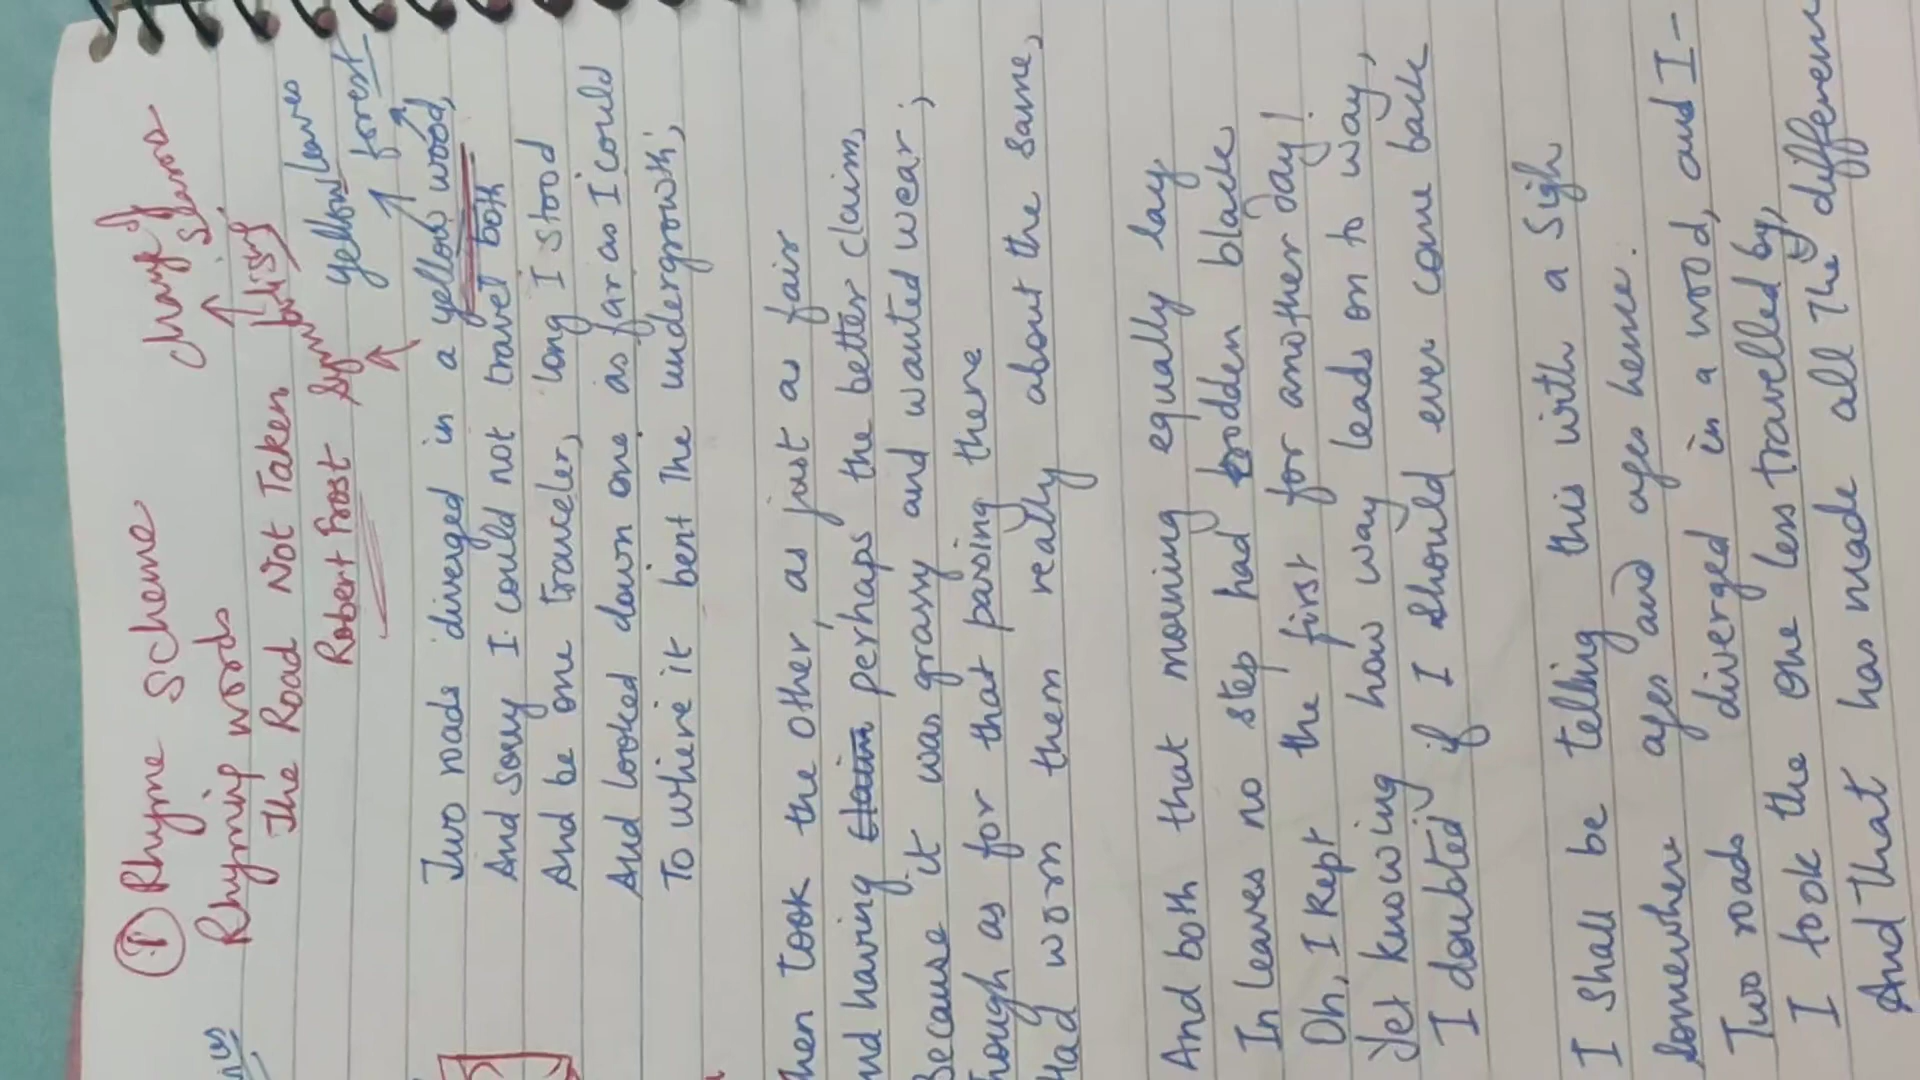 ① Rhyme Scheme
Rhyming words
change of
The Road Not Taken
Robert Frost
yellow leaves
yellow forest
Two roads diverged in a yellow wood,
And sorry I could not travel both
And be one traveler, long I stood
And looked down one as far as I could
To where it bent the undergrowth;
hen took the other, as just as fair
nd having claim perhaps the better claim,
Because it was grassy and wanted wear;
hough as for that passing there
Had worn them really about the same,
And both that morning equally lay
In leaves no step had trodden black
Oh, I kept the first for another day!
Yet knowing how way leads on to way,
I doubted if I should ever come back
I shall be telling this with a sigh
Somewhere ages and ages hence.
Two roads diverged in a wood, and I-
I took the one less travelled by,
And that has made all the differen